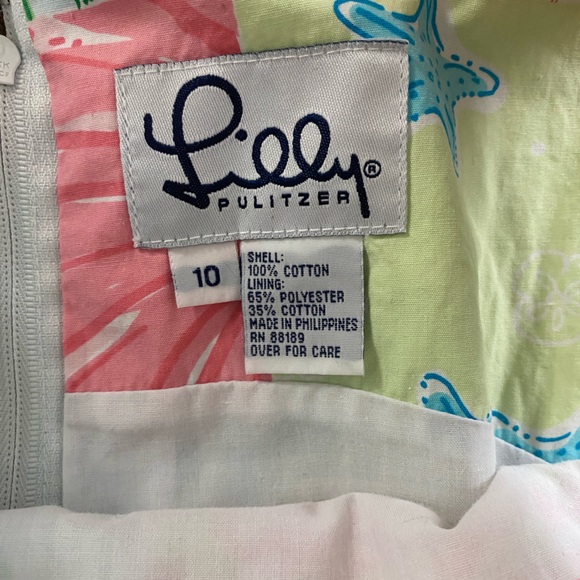 Lilly®
PULITZER
10
SHELL:
100% COTTON
LINING:
65% POLYESTER
35% COTTON
MADE IN PHILIPPINES
RN 88189
OVER FOR CARE